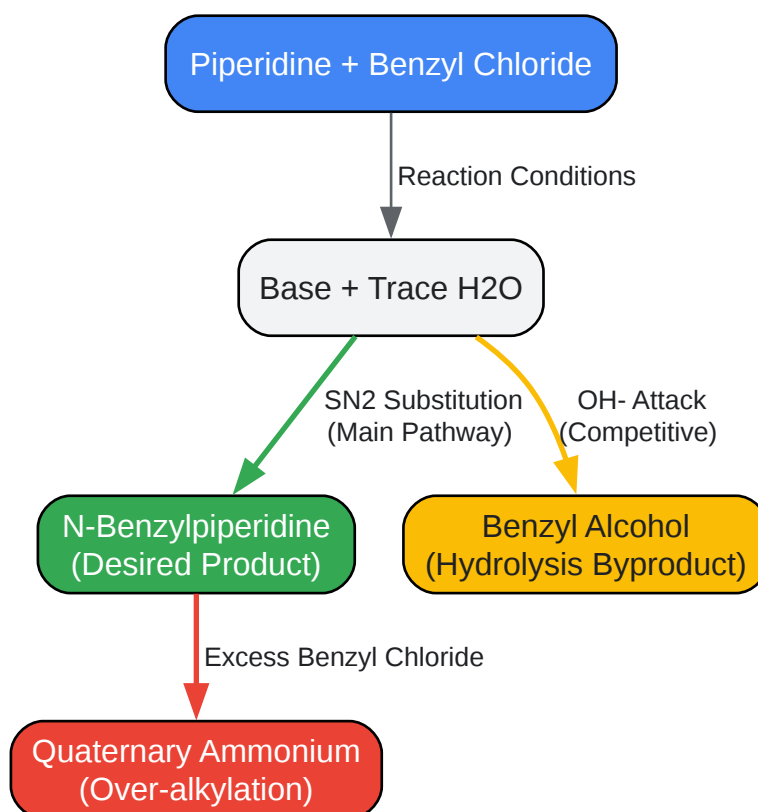 Piperidine + Benzyl Chloride
Reaction Conditions
Base + Trace H2O
SN2 Substitution
(Main Pathway)
OH- Attack
(Competitive)
N-Benzylpiperidine
(Desired Product)
Benzyl Alcohol
(Hydrolysis Byproduct)
Excess Benzyl Chloride
Quaternary Ammonium
(Over-alkylation)